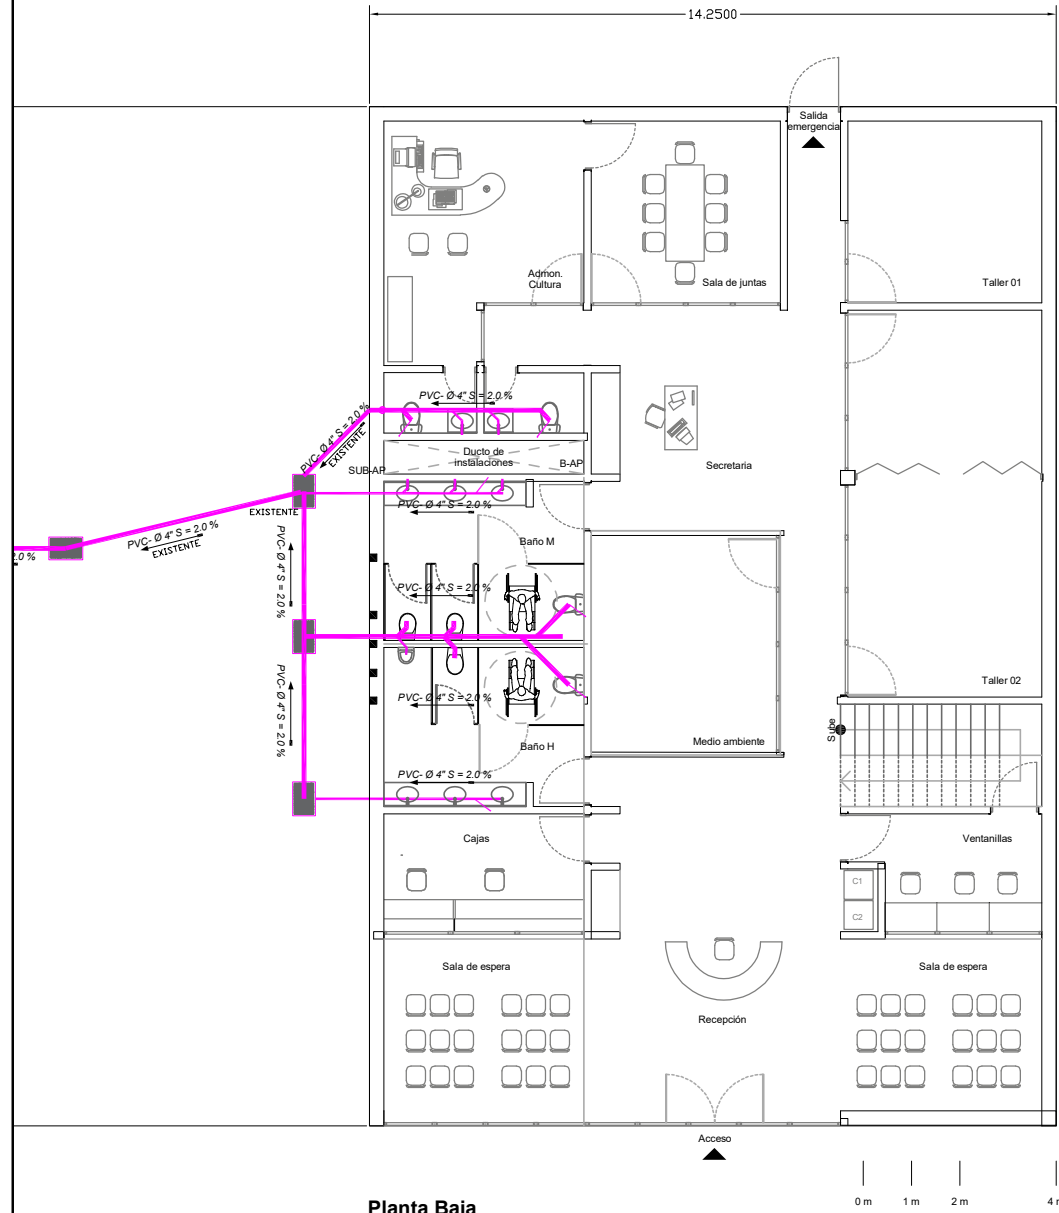 14.2500
Salida
emergencia
Admon.
Cultura
Sala de juntas
Taller 01
PVC- Ø 4" S = 2.0 %
PVC- Ø 4" S = 2.0 %
EXISTENTE
SUB-AP
Ducto de
instalaciones
B-AP
Secretaria
EXISTENTE
PVC- Ø 4" S = 2.0 %
PVC- Ø 4" S = 2.0 %
EXISTENTE
2.0 %
PVC- Ø 4" S = 2.0 %
Baño M
PVC- Ø 4" S = 2.0 %
PVC- Ø 4" S = 2.0 %
PVC- Ø 4" S = 2.0 %
Taller 02
Sube
Baño H
Medio ambiente
PVC- Ø 4" S = 2.0 %
Cajas
Ventanillas
C1
C2
Sala de espera
Sala de espera
Recepción
Acceso
Planta Baja
0 m
1 m
2 m
4 m